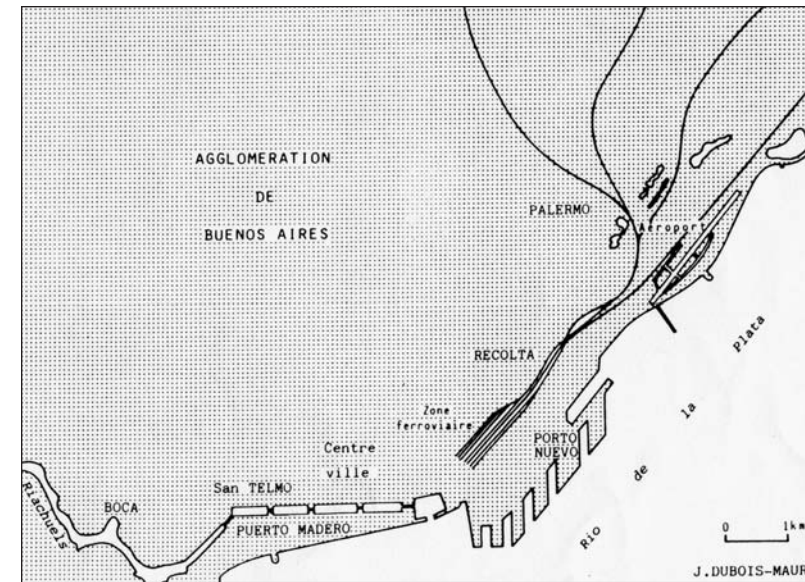 AGGLOMERATION
DE
BUENOS AIRES
PALERMO
Aéroport
RECOLTA
Zone
ferroviaire
PORTO
NUEVO
Centre
ville
San TELMO
BOCA
PUERTO MADERO
Riachuels
Rio de la Plata
0 1km
J.DUBOIS-MAUR